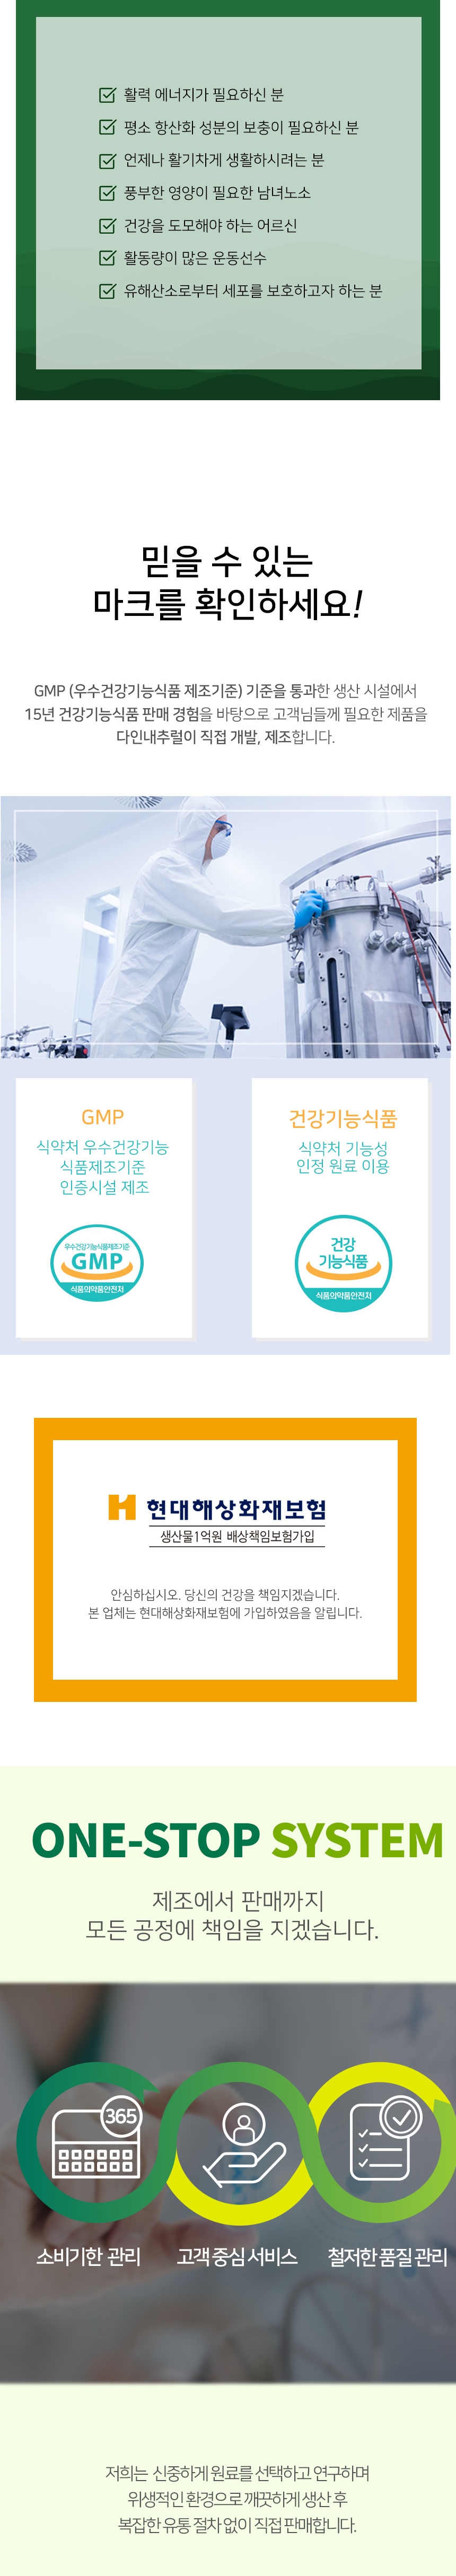 활력 에너지가 필요하신 분
평소 항산화 성분의 보충이 필요하신 분
언제나 활기차게 생활하시려는 분
풍부한 영양이 필요한 남녀노소
건강을 도모해야 하는 어르신
활동량이 많은 운동선수
유해산소로부터 세포를 보호하고자 하는 분
믿을 수 있는
마크를 확인하세요!
GMP (우수건강기능식품 제조기준) 기준을 통과한 생산 시설에서
15년 건강기능식품 판매 경험을 바탕으로 고객님들께 필요한 제품을
다인내추럴이 직접 개발, 제조합니다.
GMP
식약처 우수건강기능
식품제조기준
인증시설 제조
우수건강기능식품제조기준
GMP
식품의약품안전처
건강기능식품
식약처 기능성
인정 원료 이용
건강
기능식품
식품의약품안전처
현대해상화재보험
생산물1억원 배상책임보험가입
안심하십시오. 당신의 건강을 책임지겠습니다.
본 업체는 현대해상화재보험에 가입하였음을 알립니다.
ONE-STOP SYSTEM
제조에서 판매까지
모든 공정에 책임을 지겠습니다.
365
소비기한 관리
고객 중심 서비스
철저한 품질 관리
저희는 신중하게 원료를 선택하고 연구하며
위생적인 환경으로 깨끗하게 생산 후
복잡한 유통 절차 없이 직접 판매합니다.